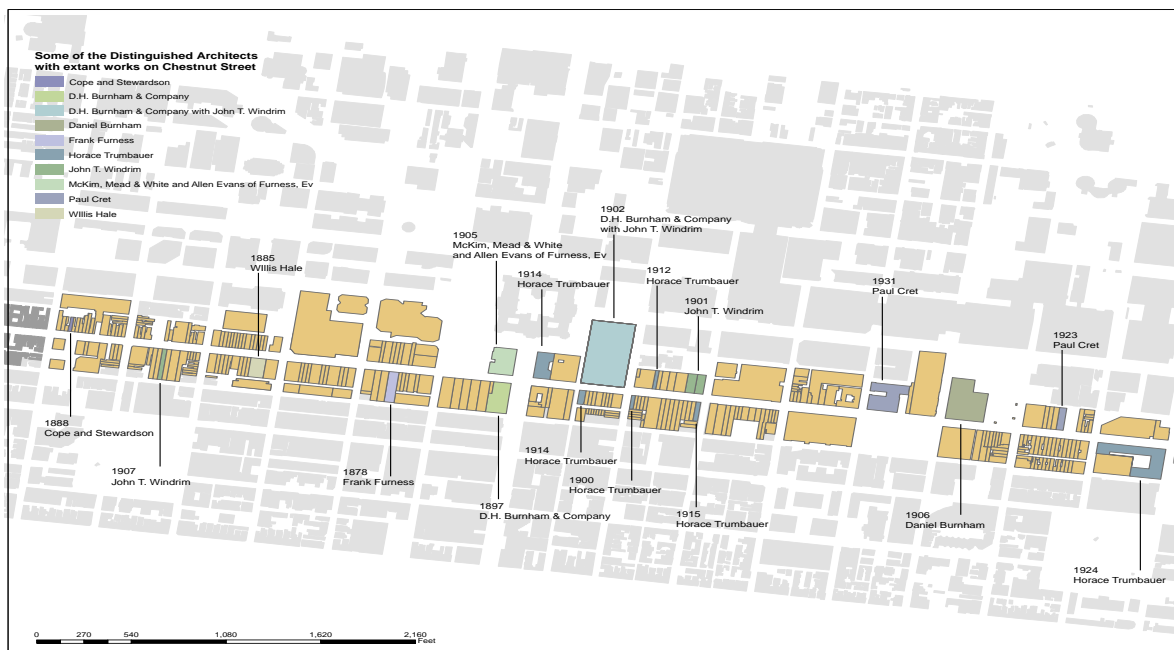 Some of the Distinguished Architects
with extant works on Chestnut Street
Cope and Stewardson
D.H. Burnham & Company
D.H. Burnham & Company with John T. Windrim
Daniel Burnham
Frank Furness
Horace Trumbauer
John T. Windrim
McKim, Mead & White and Allen Evans of Furness, Ev
Paul Cret
WIllis Hale
1902
D.H. Burnham & Company
with John T. Windrim
1905
McKim, Mead & White
and Allen Evans of Furness, Ev
1885
WIllis Hale
1914
Horace Trumbauer
1912
Horace Trumbauer
1901
John T. Windrim
1931
Paul Cret
1923
Paul Cret
1888
Cope and Stewardson
1907
John T. Windrim
1878
Frank Furness
1897
D.H. Burnham & Company
1914
Horace Trumbauer
1900
Horace Trumbauer
1915
Horace Trumbauer
1906
Daniel Burnham
1924
Horace Trumbauer
0 270 540 1,080 1,620 2,160
Feet